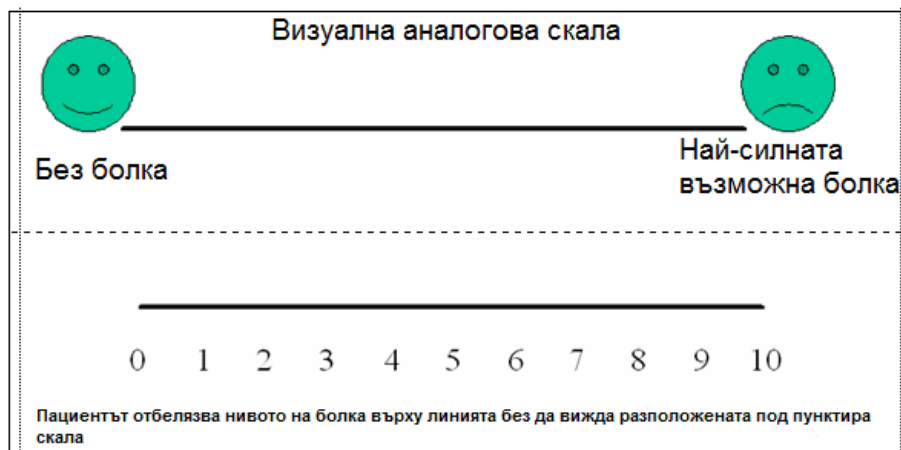 Визуална аналогова скала
Без болка
Най-силната
възможна болка
0 1 2 3 4 5 6 7 8 9 10
Пациентът отбелязва нивото на болка върху линията без да вижда разположената под пунктира
скала